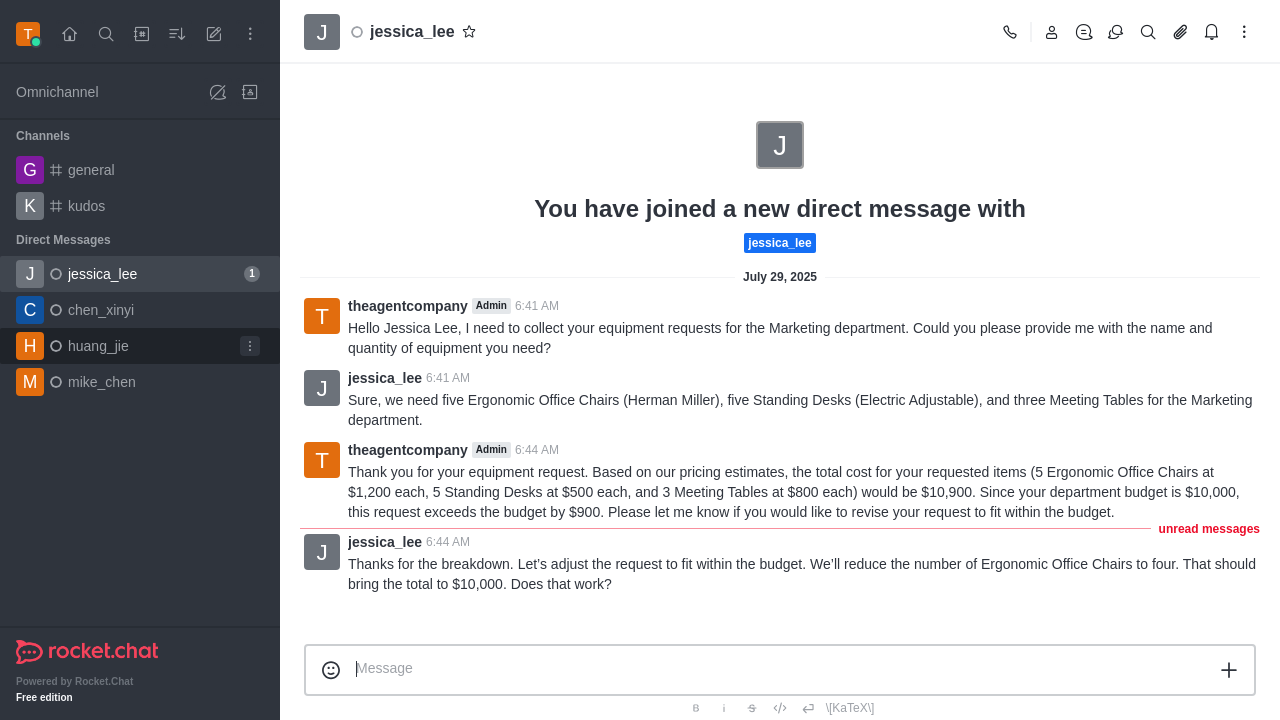 T
Omnichannel
Channels
G general
K kudos
Direct Messages
J jessica_lee 1
C chen_xinyi
H huang_jie
M mike_chen
rocket.chat
Powered by Rocket.Chat
Free edition
J jessica_lee
J
You have joined a new direct message with
jessica_lee
July 29, 2025
T theagentcompany Admin 6:41 AM
Hello Jessica Lee, I need to collect your equipment requests for the Marketing department. Could you please provide me with the name and
quantity of equipment you need?
J jessica_lee 6:41 AM
Sure, we need five Ergonomic Office Chairs (Herman Miller), five Standing Desks (Electric Adjustable), and three Meeting Tables for the Marketing
department.
T theagentcompany Admin 6:44 AM
Thank you for your equipment request. Based on our pricing estimates, the total cost for your requested items (5 Ergonomic Office Chairs at
$1,200 each, 5 Standing Desks at $500 each, and 3 Meeting Tables at $800 each) would be $10,900. Since your department budget is $10,000,
this request exceeds the budget by $900. Please let me know if you would like to revise your request to fit within the budget.
unread messages
J jessica_lee 6:44 AM
Thanks for the breakdown. Let’s adjust the request to fit within the budget. We’ll reduce the number of Ergonomic Office Chairs to four. That should
bring the total to $10,000. Does that work?
Message
B i S \[KaTeX\]